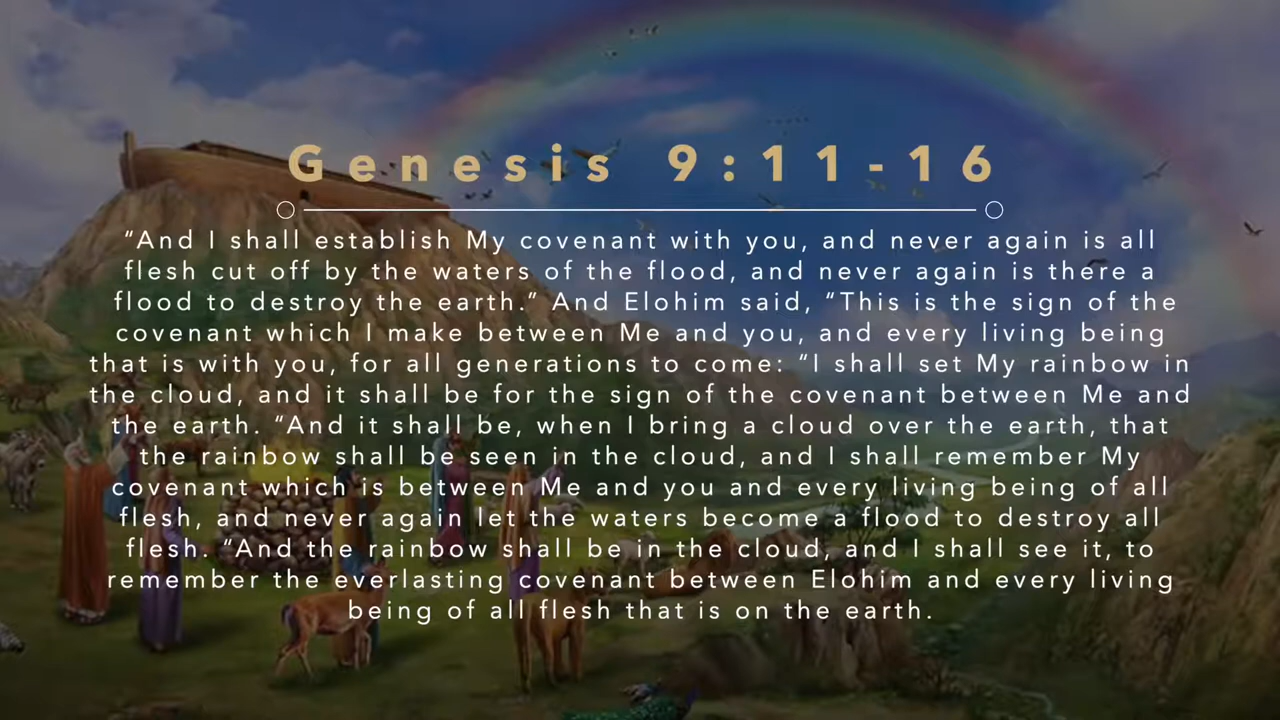 Genesis 9:11-16
“And I shall establish My covenant with you, and never again is all
flesh cut off by the waters of the flood, and never again is there a
flood to destroy the earth.” And Elohim said, “This is the sign of the
covenant which I make between Me and you, and every living being
that is with you, for all generations to come: “I shall set My rainbow in
the cloud, and it shall be for the sign of the covenant between Me and
the earth. “And it shall be, when I bring a cloud over the earth, that
the rainbow shall be seen in the cloud, and I shall remember My
covenant which is between Me and you and every living being of all
flesh, and never again let the waters become a flood to destroy all
flesh. “And the rainbow shall be in the cloud, and I shall see it, to
remember the everlasting covenant between Elohim and every living
being of all flesh that is on the earth.